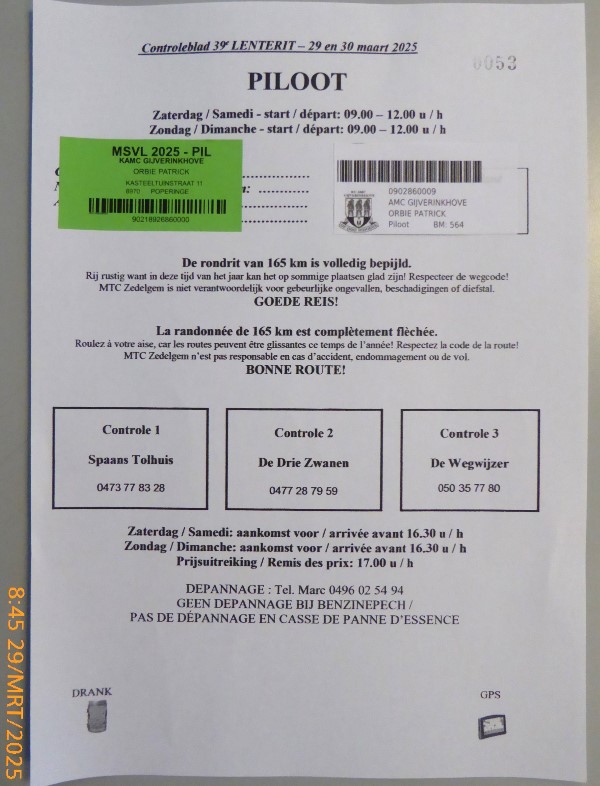 Controleblad 39e LENTERIT – 29 en 30 maart 2025
0053
PILOOT
Zaterdag / Samedi - start / départ: 09.00 – 12.00 u / h
Zondag / Dimanche - start / départ: 09.00 – 12.00 u / h
MSVL 2025 - PIL
KAMC GIJVERINKHOVE
ORBIE PATRICK
KASTEELTUINSTRAAT 11
8970 POPERINGE
90218926860000
0902860009
AMC GIJVERINKHOVE
ORBIE PATRICK
Piloot BM: 564
De rondrit van 165 km is volledig bepijld.
Rij rustig want in deze tijd van het jaar kan het op sommige plaatsen glad zijn! Respecteer de wegcode!
MTC Zedelgem is niet verantwoordelijk voor gebeurlijke ongevallen, beschadigingen of diefstal.
GOEDE REIS!
La randonnée de 165 km est complètement flèchée.
Roulez à votre aise, car les routes peuvent être glissantes ce temps de l'année! Respectez la code de la route!
MTC Zedelgem n'est pas responsable en cas d'accident, endommagement ou de vol.
BONNE ROUTE!
Controle 1
Spaans Tolhuis
0473 77 83 28
Controle 2
De Drie Zwanen
0477 28 79 59
Controle 3
De Wegwijzer
050 35 77 80
Zaterdag / Samedi: aankomst voor / arrivée avant 16.30 u / h
Zondag / Dimanche: aankomst voor / arrivée avant 16.30 u / h
Prijsuitreiking / Remis des prix: 17.00 u / h
DEPANNAGE : Tel. Marc 0496 02 54 94
GEEN DEPANNAGE BIJ BENZINEPECH /
PAS DE DÉPANNAGE EN CASSE DE PANNE D'ESSENCE
DRANK
GPS
8:45 29/MRT/2025